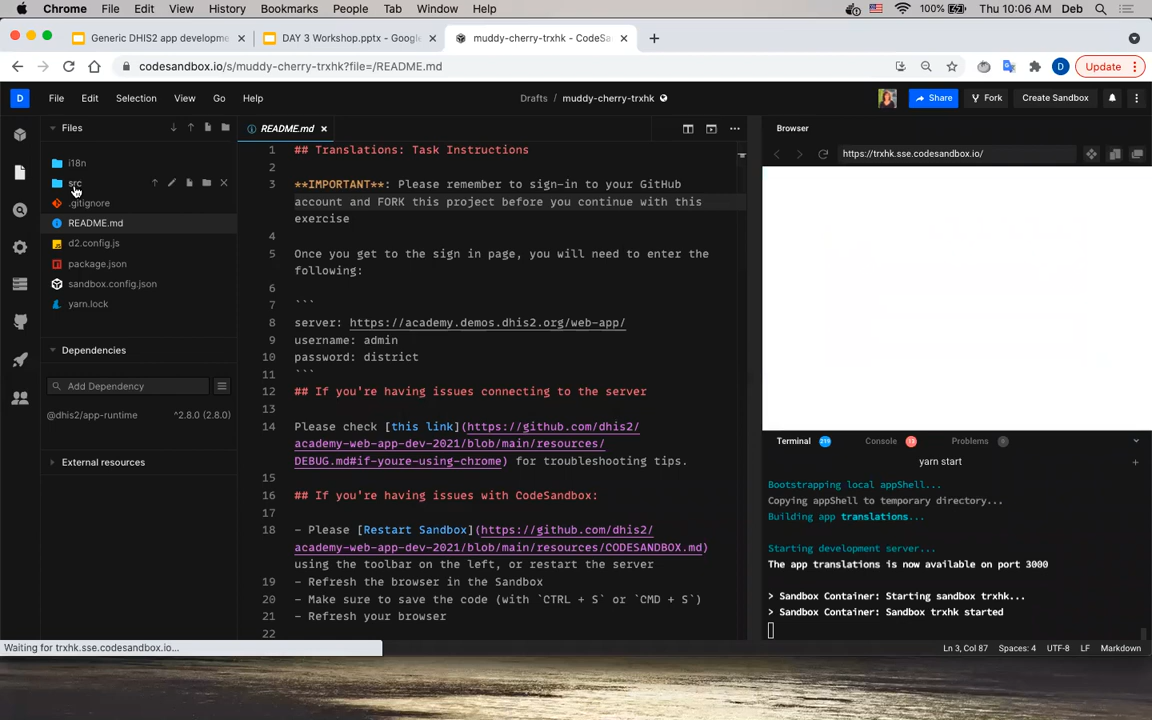 Chrome File Edit View History Bookmarks People Tab Window Help 100% Thu 10:06 AM Deb
Generic DHIS2 app developme DAY 3 Workshop.pptx - Google muddy-cherry-trxhk - CodeSan
codesandbox.io/s/muddy-cherry-trxhk?file=/README.md D Update
D File Edit Selection View Go Help Drafts / muddy-cherry-trxhk Share Fork Create Sandbox
Files
i18n
src
.gitignore
README.md
d2.config.js
package.json
sandbox.config.json
yarn.lock
Dependencies
Add Dependency
@dhis2/app-runtime ^2.8.0 (2.8.0)
External resources
README.md
1 ## Translations: Task Instructions
2
3 **IMPORTANT**: Please remember to sign-in to your GitHub
account and FORK this project before you continue with this
exercise
4
5 Once you get to the sign in page, you will need to enter the
following:
6
7 ```
8 server: https://academy.demos.dhis2.org/web-app/
9 username: admin
10 password: district
11 ```
12 ## If you're having issues connecting to the server
13
14 Please check [this link](https://github.com/dhis2/
academy-web-app-dev-2021/blob/main/resources/
DEBUG.md#if-youre-using-chrome) for troubleshooting tips.
15
16 ## If you're having issues with CodeSandbox:
17
18 - Please [Restart Sandbox](https://github.com/dhis2/
academy-web-app-dev-2021/blob/main/resources/CODESANDBOX.md)
using the toolbar on the left, or restart the server
19 - Refresh the browser in the Sandbox
20 - Make sure to save the code (with `CTRL + S` or `CMD + S`)
21 - Refresh your browser
22
Browser
https://trxhk.sse.codesandbox.io/
Terminal 219 Console 13 Problems 0
yarn start
Bootstrapping local appShell...
Copying appShell to temporary directory...
Building app translations...
Starting development server...
The app translations is now available on port 3000
> Sandbox Container: Starting sandbox trxhk...
> Sandbox Container: Sandbox trxhk started
Waiting for trxhk.sse.codesandbox.io...
Ln 3, Col 87 Spaces: 4 UTF-8 LF Markdown